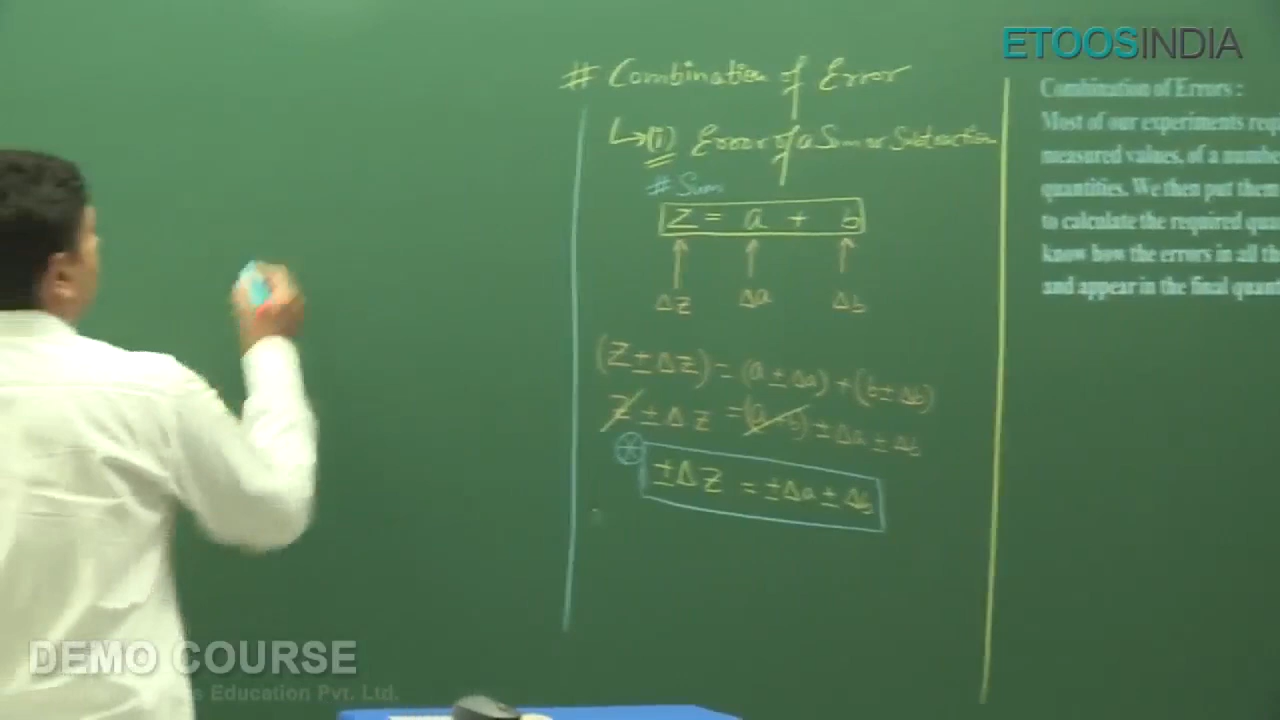 ETOOSINDIA
# Combination of Error
↳ (i) Error of a Sum or Subtraction
# Sum
Z = a + b
ΔZ Δa Δb
(Z ± ΔZ) = (a ± Δa) + (b ± Δb)
Z ± ΔZ = (a + b) ± Δa ± Δb
± ΔZ = ± Δa ± Δb
Combination of Errors :
Most of our experiments req
measured values, of a numbe
quantities. We then put them
to calculate the required qua
know how the errors in all th
and appear in the final quant
DEMO COURSE
s Education Pvt. Ltd.